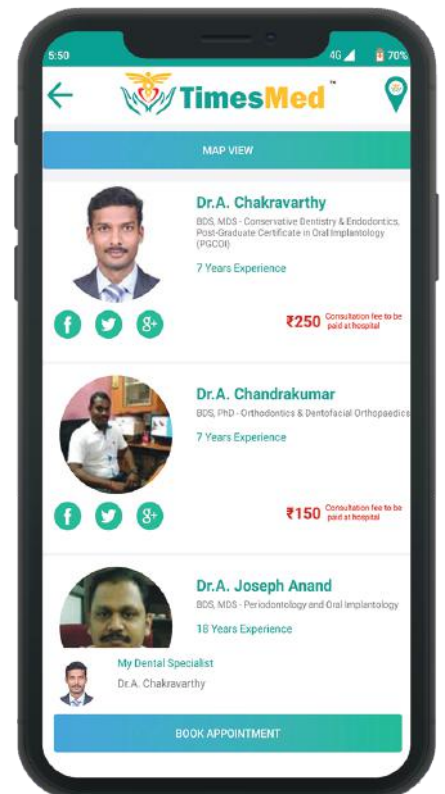 5:50 4G 70%
TimesMed™
MAP VIEW
Dr.A. Chakravarthy
BDS, MDS - Conservative Dentistry & Endodontics,
Post-Graduate Certificate in Oral Implantology
(PGCOI)
7 Years Experience
f 8+
₹250 Consultation fee to be
paid at hospital
Dr.A. Chandrakumar
BDS, PhD - Orthodontics & Dentofacial Orthopaedics
7 Years Experience
f 8+
₹150 Consultation fee to be
paid at hospital
Dr.A. Joseph Anand
BDS, MDS - Periodontology and Oral Implantology
18 Years Experience
My Dental Specialist
Dr.A. Chakravarthy
BOOK APPOINTMENT